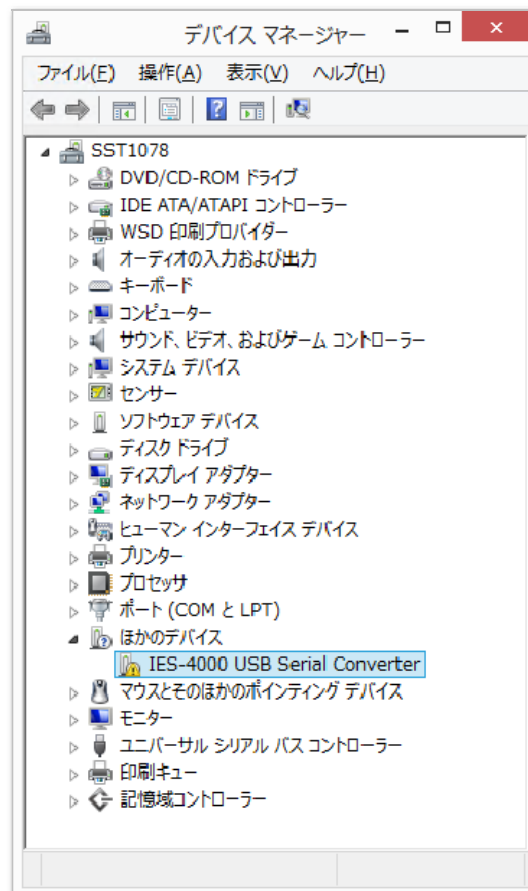 デバイス マネージャー
ファイル(F) 操作(A) 表示(V) ヘルプ(H)
SST1078
DVD/CD-ROM ドライブ
IDE ATA/ATAPI コントローラー
WSD 印刷プロバイダー
オーディオの入力および出力
キーボード
コンピューター
サウンド、ビデオ、およびゲーム コントローラー
システム デバイス
センサー
ソフトウェア デバイス
ディスク ドライブ
ディスプレイ アダプター
ネットワーク アダプター
ヒューマン インターフェイス デバイス
プリンター
プロセッサ
ポート (COM と LPT)
ほかのデバイス
IES-4000 USB Serial Converter
マウスとそのほかのポインティング デバイス
モニター
ユニバーサル シリアル バス コントローラー
印刷キュー
記憶域コントローラー